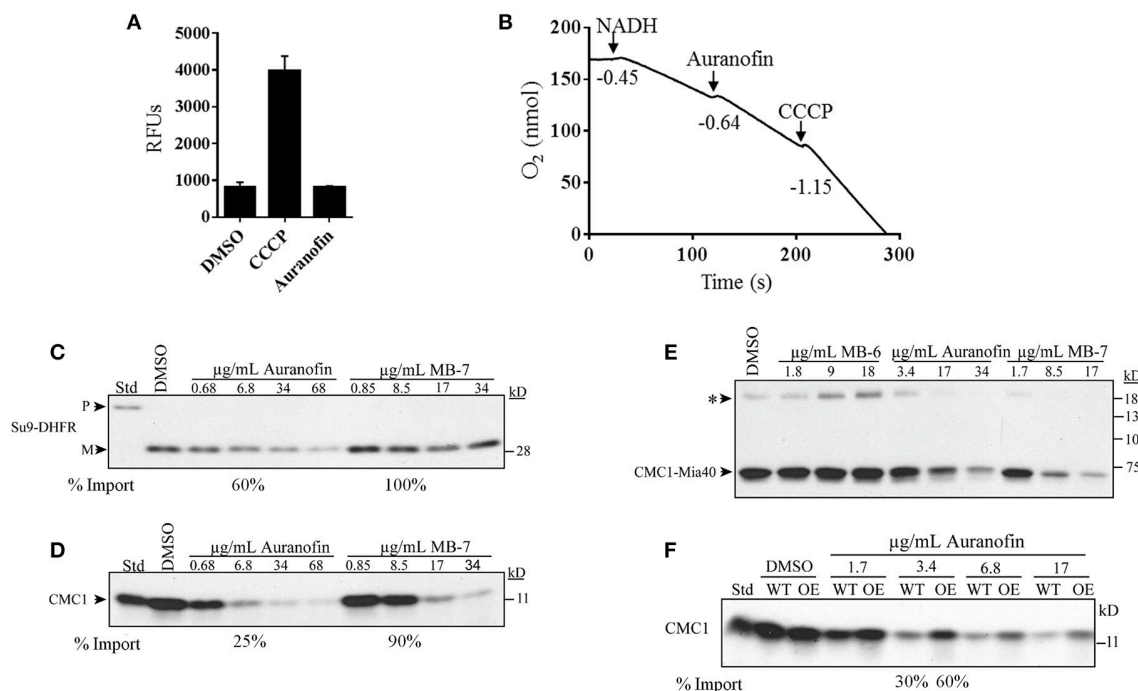 A
RFUs
5000
4000
3000
2000
1000
0
DMSO
CCCP
Auranofin
B
O2 (nmol)
200
150
100
50
0
NADH
-0.45
Auranofin
-0.64
CCCP
-1.15
0 100 200 300
Time (s)
C
Std DMSO µg/mL Auranofin µg/mL MB-7
0.68 6.8 34 68 0.85 8.5 17 34 kD
P
Su9-DHFR
M 28
% Import 60% 100%
D
Std DMSO µg/mL Auranofin µg/mL MB-7
0.68 6.8 34 68 0.85 8.5 17 34 kD
CMC1 11
% Import 25% 90%
E
DMSO µg/mL MB-6 µg/mL Auranofin µg/mL MB-7
1.8 9 18 3.4 17 34 1.7 8.5 17 kD
* 18
13
10
CMC1-Mia40 75
F
µg/mL Auranofin
DMSO 1.7 3.4 6.8 17
Std WT OE WT OE WT OE WT OE WT OE kD
CMC1 11
% Import 30% 60%